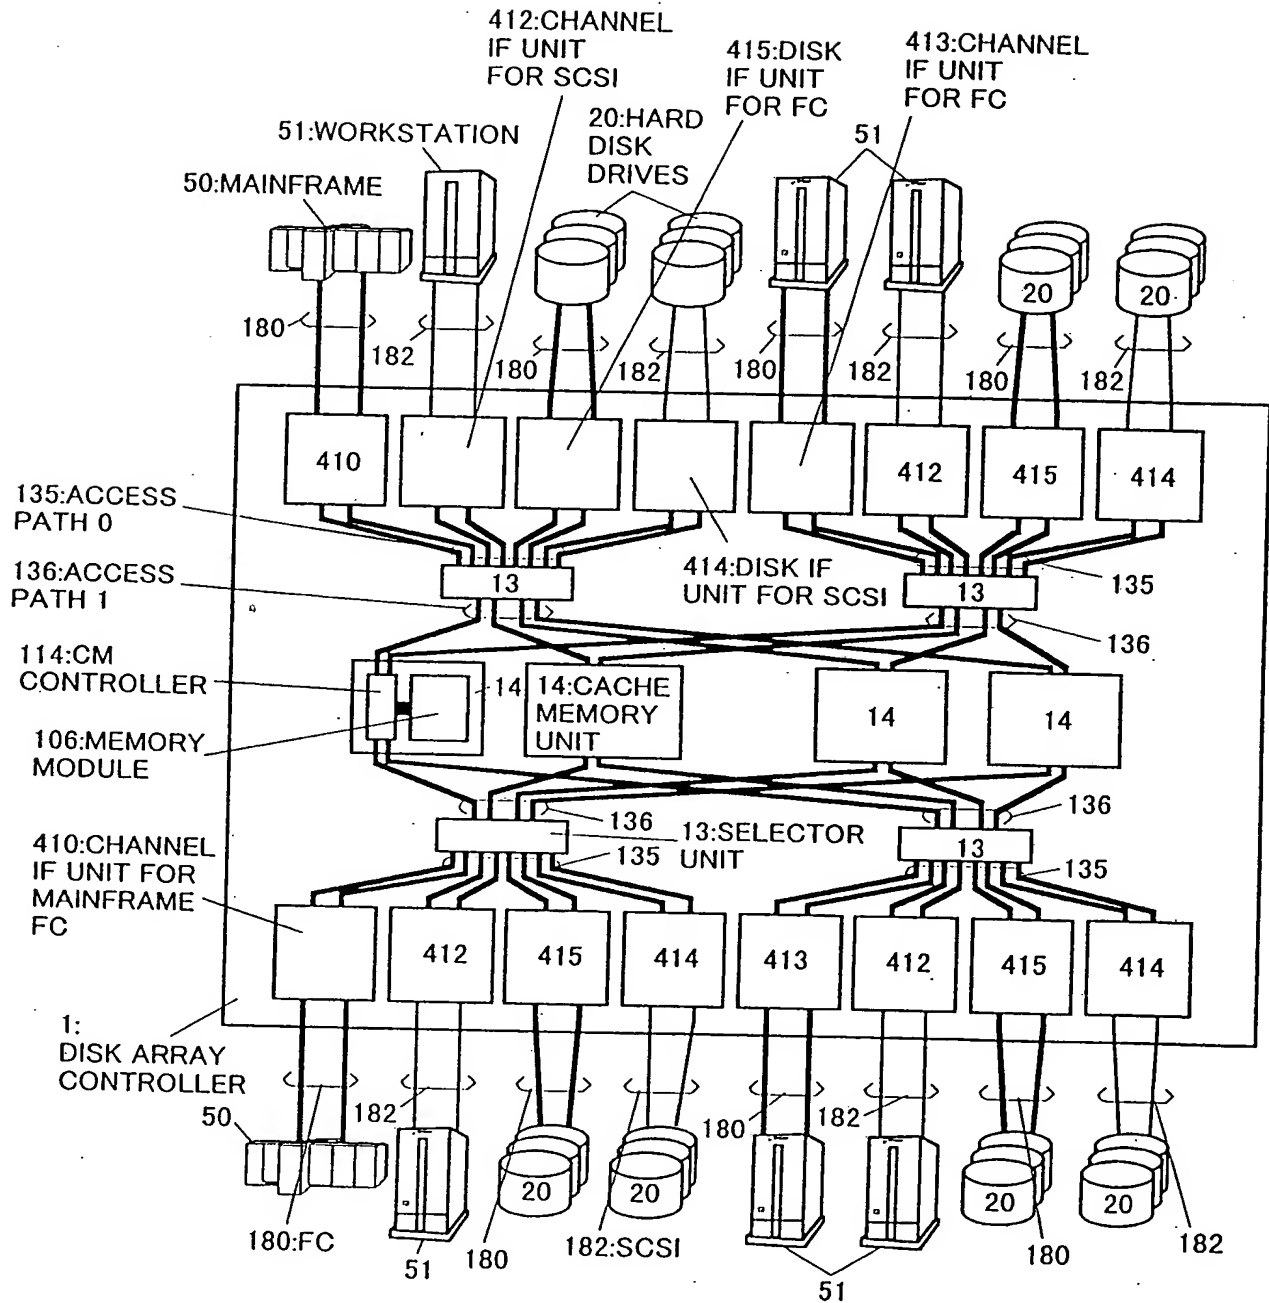 412:CHANNEL
IF UNIT
FOR SCSI
415:DISK
IF UNIT
FOR FC
413:CHANNEL
IF UNIT
FOR FC
51:WORKSTATION
20:HARD
DISK
DRIVES
51
50:MAINFRAME
20
20
180
182
180
182
180
182
180
182
410
412
415
414
135:ACCESS
PATH 0
414:DISK IF
UNIT FOR SCSI
13
13
135
136:ACCESS
PATH 1
136
114:CM
CONTROLLER
14
14:CACHE
MEMORY
UNIT
14
14
106:MEMORY
MODULE
136
136
13:SELECTOR
UNIT
13
135
135
410:CHANNEL
IF UNIT FOR
MAINFRAME
FC
412
415
414
413
412
415
414
1:
DISK ARRAY
CONTROLLER
182
180
182
50
20
20
20
20
180:FC
51
180
182:SCSI
51
180
182